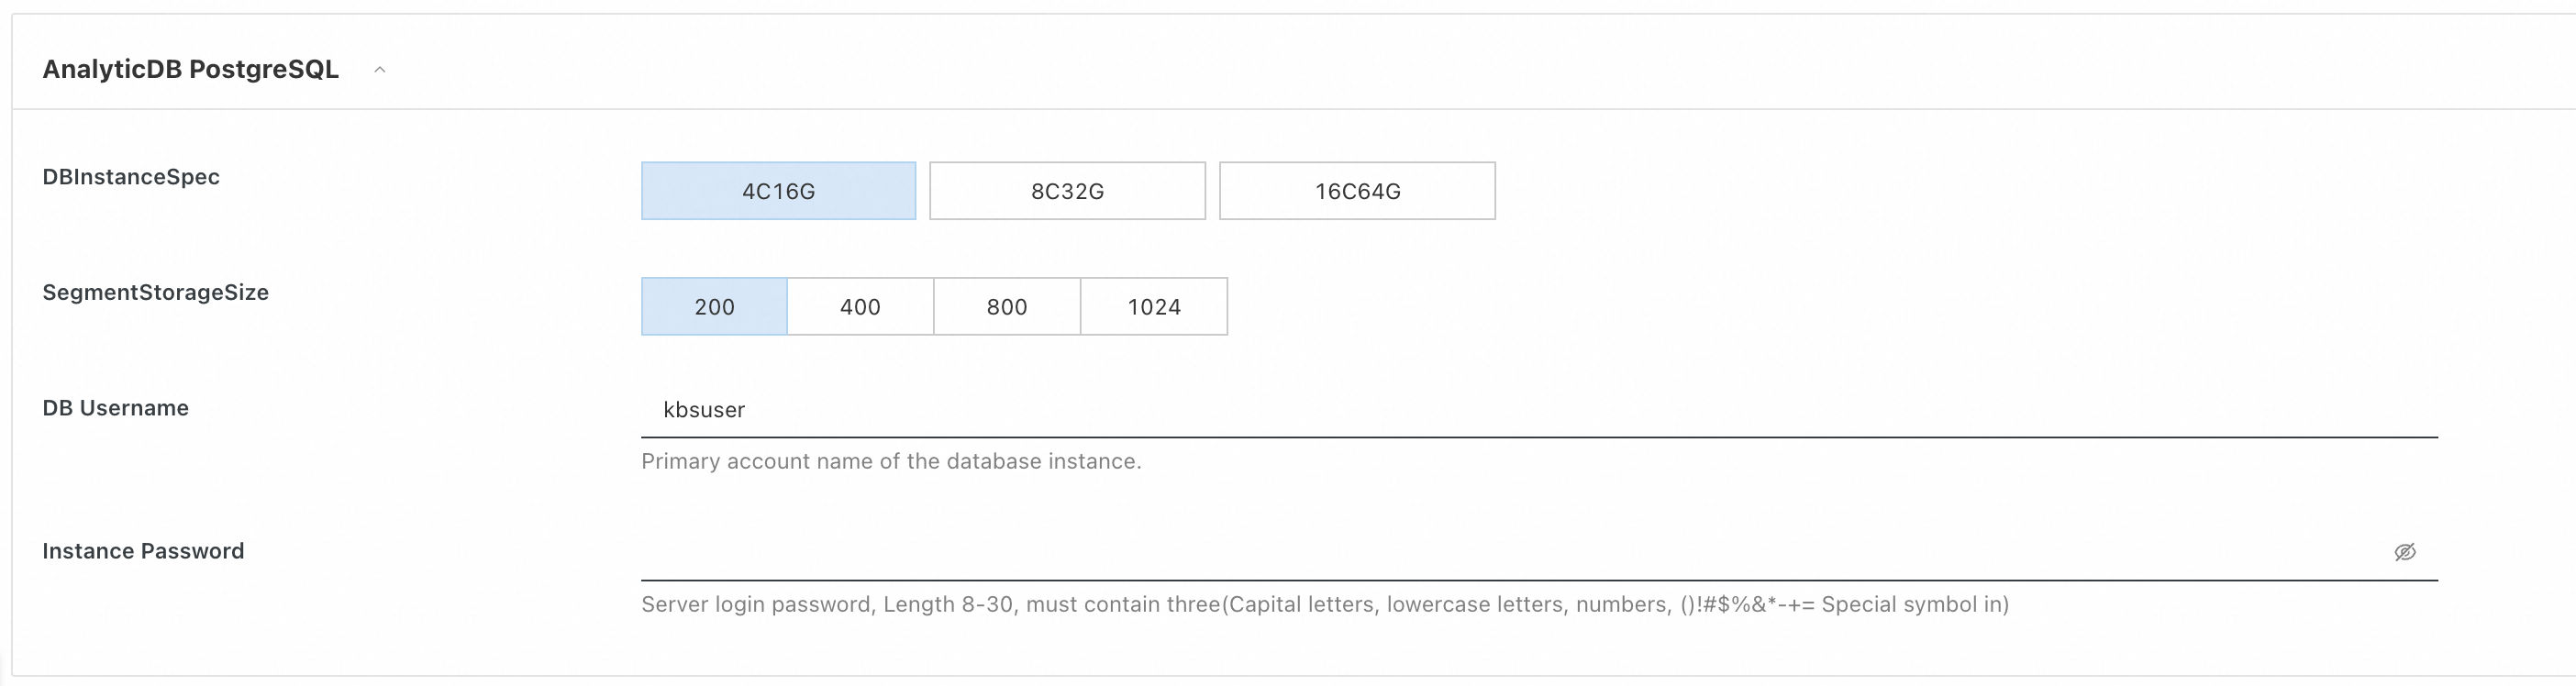 AnalyticDB PostgreSQL
DBInstanceSpec
4C16G 8C32G 16C64G
SegmentStorageSize
200 400 800 1024
DB Username
kbsuser
Primary account name of the database instance.
Instance Password
Server login password, Length 8-30, must contain three(Capital letters, lowercase letters, numbers, ()!#$%&*-+= Special symbol in)